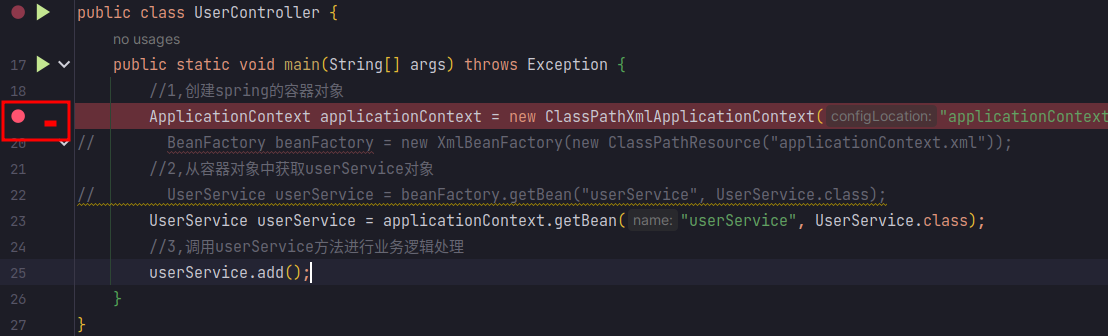 public class UserController {
no usages
17 public static void main(String[] args) throws Exception {
18 //1,创建spring的容器对象
ApplicationContext applicationContext = new ClassPathXmlApplicationContext( configLocation: "applicationContext
20 // BeanFactory beanFactory = new XmlBeanFactory(new ClassPathResource("applicationContext.xml"));
21 //2,从容器对象中获取userService对象
22 // UserService userService = beanFactory.getBean("userService", UserService.class);
23 UserService userService = applicationContext.getBean( name: "userService", UserService.class);
24 //3,调用userService方法进行业务逻辑处理
25 userService.add();
26 }
27 }